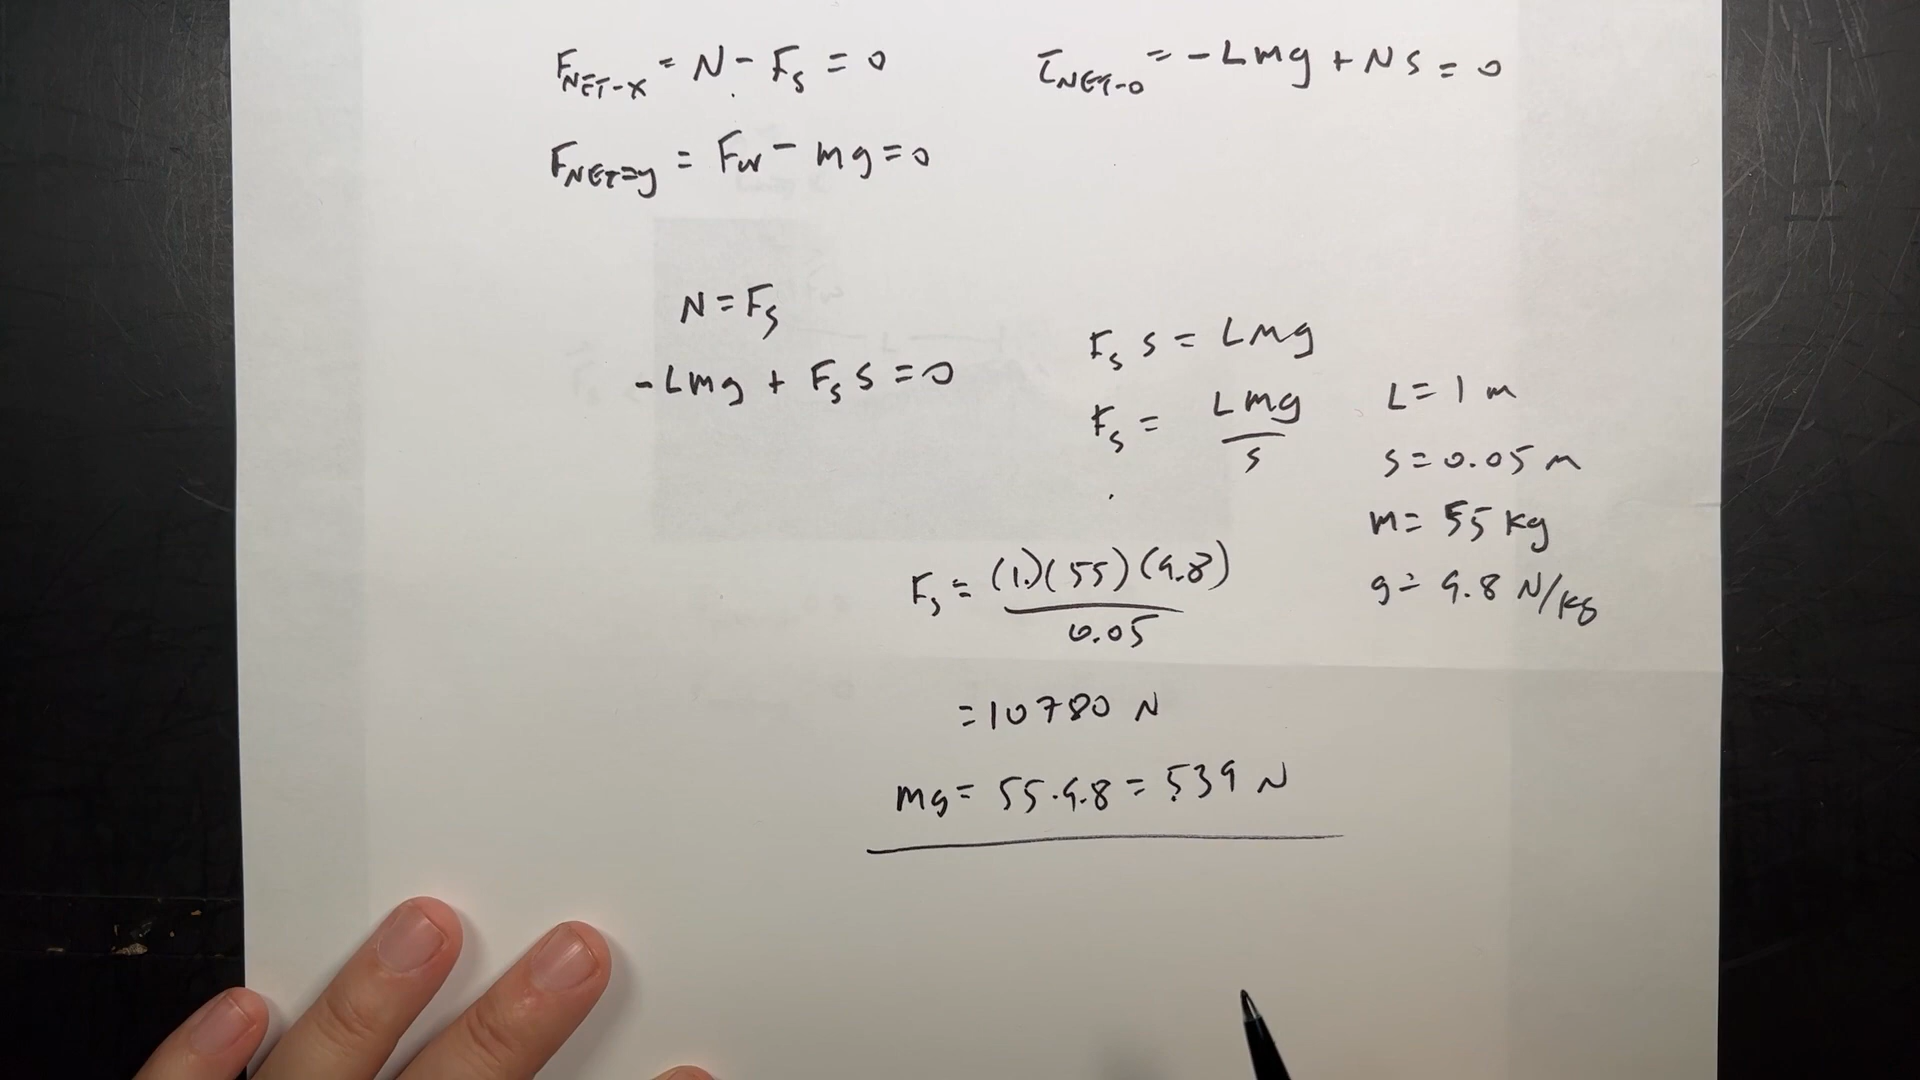 F_NET-x = N - F_s = 0
τ_NET-0 = -Lmg + Ns = 0
F_NET=y = F_w - mg = 0
N = F_s
-Lmg + F_s s = 0
F_s s = Lmg
F_s = Lmg / s
L = 1 m
s = 0.05 m
m = 55 kg
g = 9.8 N/kg
F_s = (1.)(55)(9.8) / 0.05
= 10780 N
mg = 55·9.8 = 539 N